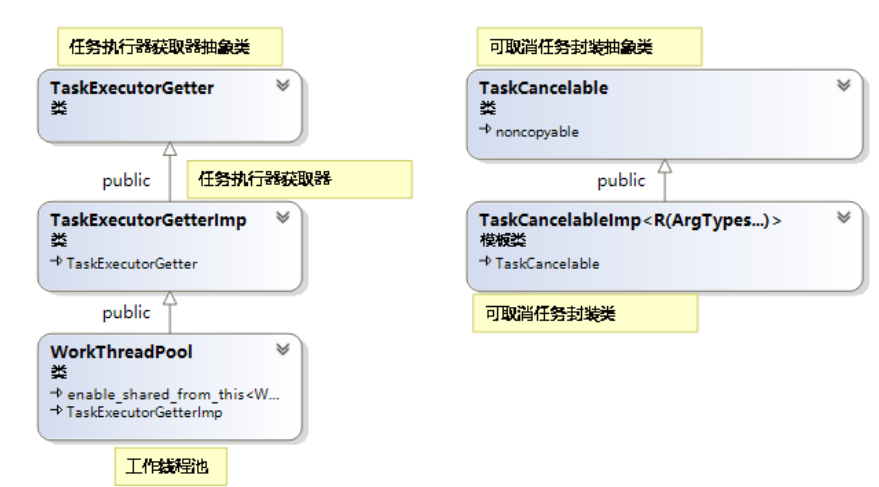 任务执行器获取器抽象类
TaskExecutorGetter
类
public
任务执行器获取器
TaskExecutorGetterImp
类
TaskExecutorGetter
public
WorkThreadPool
类
enable_shared_from_this<W...
TaskExecutorGetterImp
工作线程池
可取消任务封装抽象类
TaskCancelable
类
noncopyable
public
TaskCancelableImp<R(ArgTypes...)>
模板类
TaskCancelable
可取消任务封装类